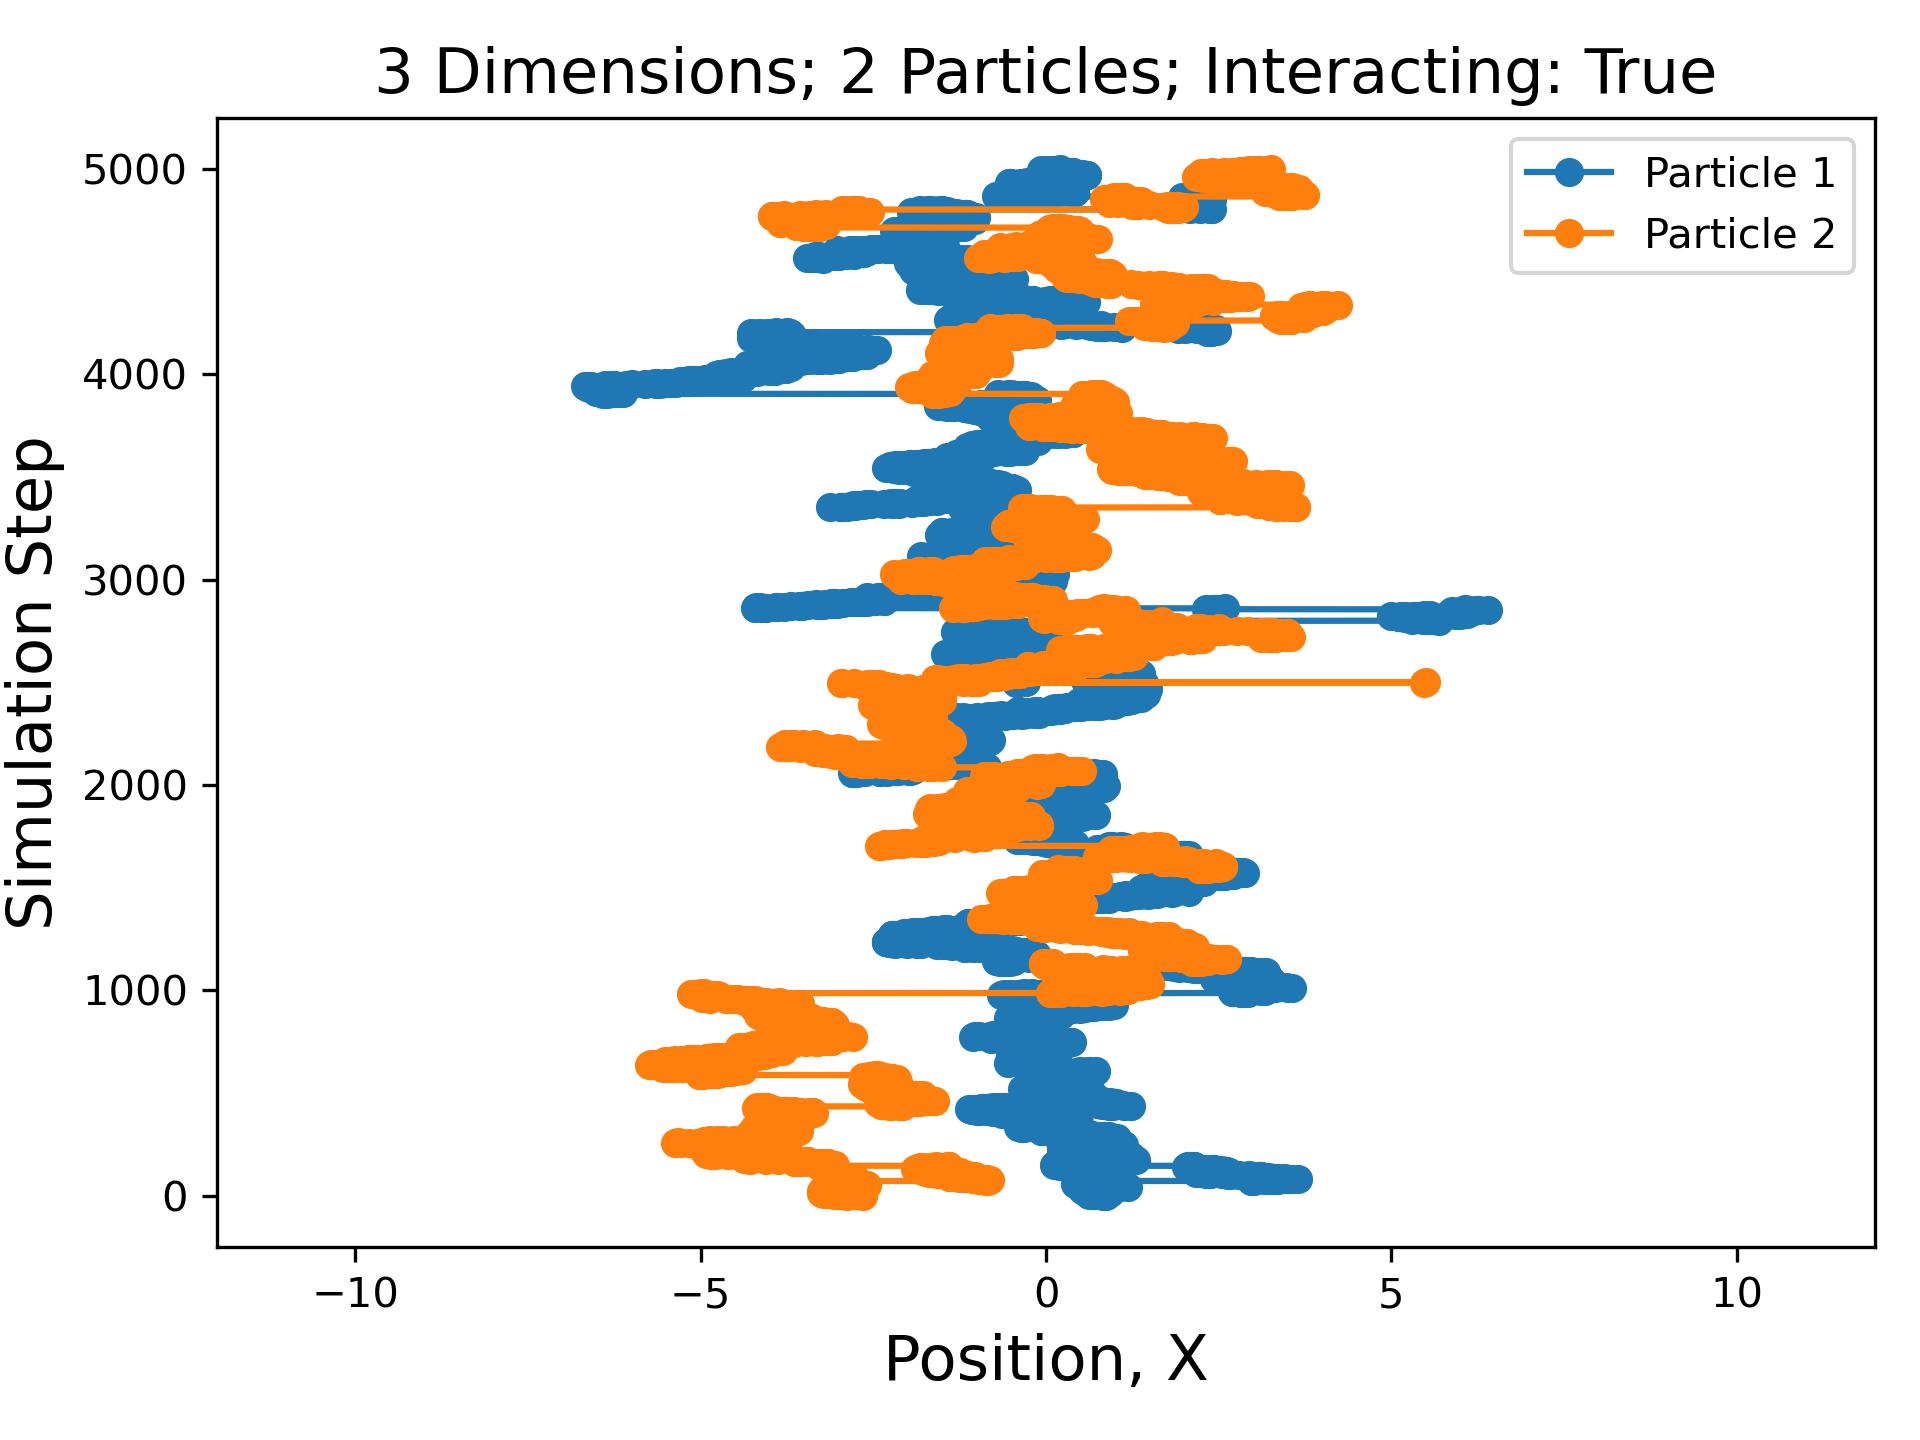 3 Dimensions; 2 Particles; Interacting: True
Particle 1
Particle 2
Simulation Step
5000
4000
3000
2000
1000
0
−10
−5
0
5
10
Position, X